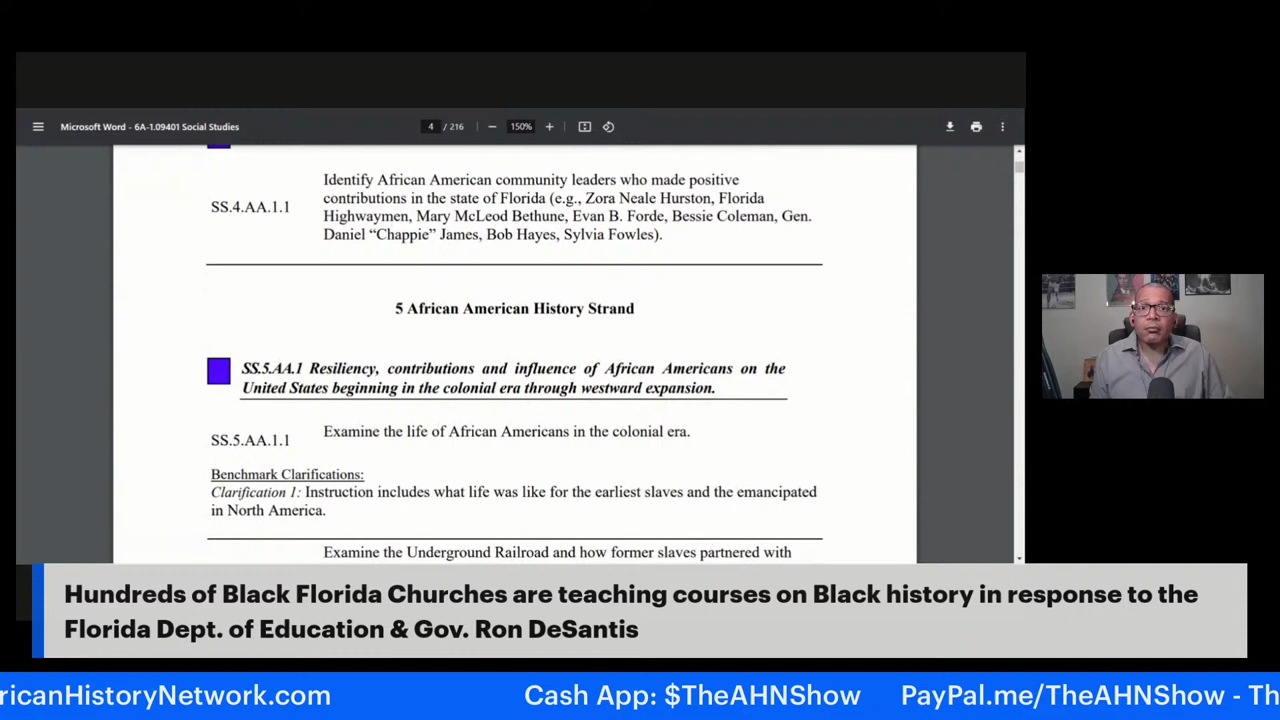 Microsoft Word - 6A-1.09401 Social Studies
4 / 216
150%
Identify African American community leaders who made positive
contributions in the state of Florida (e.g., Zora Neale Hurston, Florida
SS.4.AA.1.1
Highwaymen, Mary McLeod Bethune, Evan B. Forde, Bessie Coleman, Gen.
Daniel “Chappie” James, Bob Hayes, Sylvia Fowles).
5 African American History Strand
SS.5.AA.1 Resiliency, contributions and influence of African Americans on the
United States beginning in the colonial era through westward expansion.
SS.5.AA.1.1
Examine the life of African Americans in the colonial era.
Benchmark Clarifications:
Clarification 1: Instruction includes what life was like for the earliest slaves and the emancipated
in North America.
Examine the Underground Railroad and how former slaves partnered with
Hundreds of Black Florida Churches are teaching courses on Black history in response to the
Florida Dept. of Education & Gov. Ron DeSantis
ricanHistoryNetwork.com
Cash App: $TheAHNShow
PayPal.me/TheAHNShow - Th